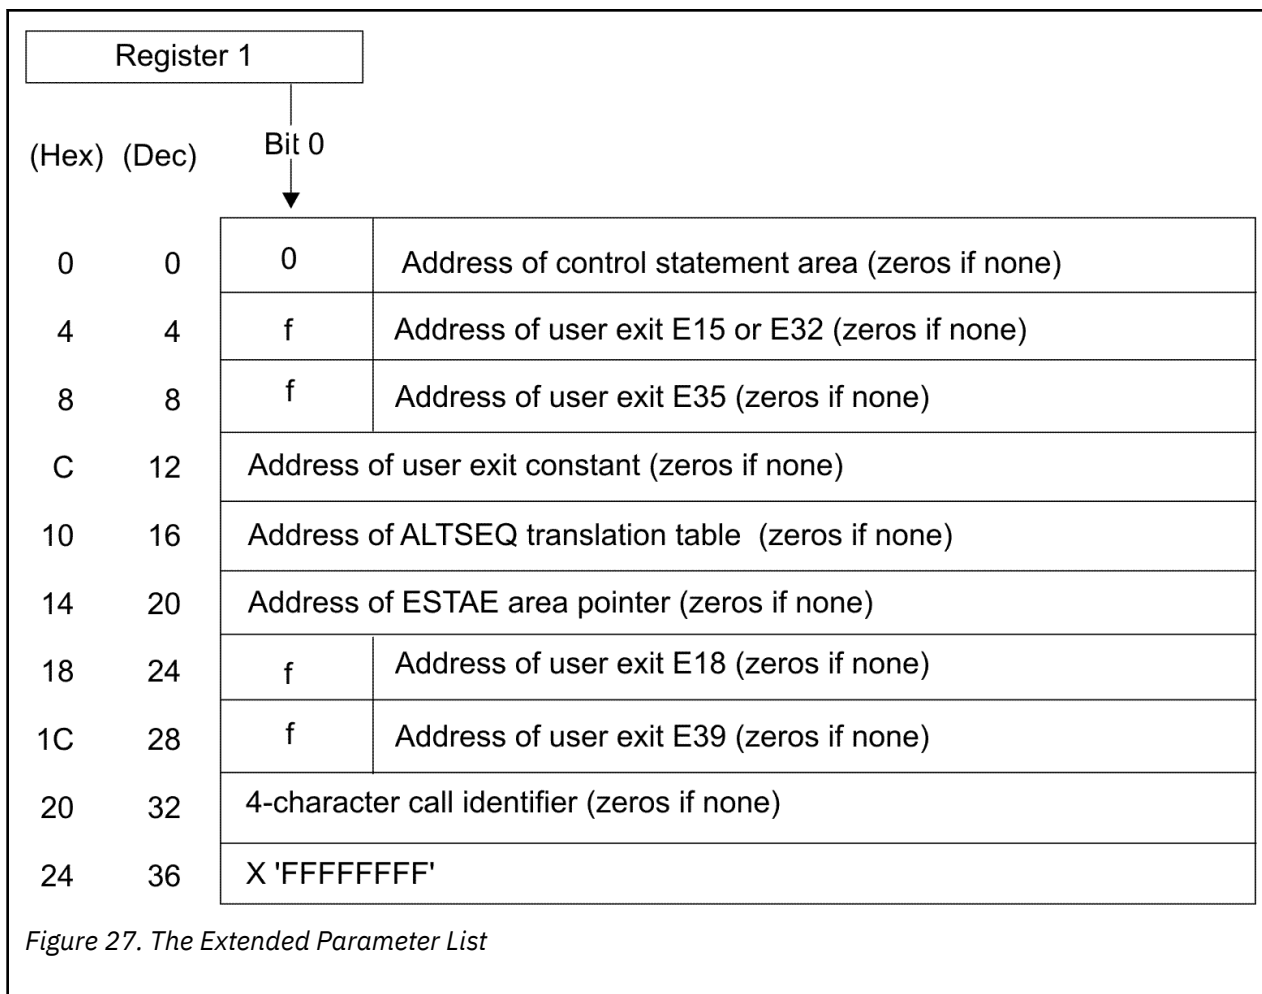 Register 1
Bit 0
(Hex) (Dec)
0 0 0 Address of control statement area (zeros if none)
4 4 f Address of user exit E15 or E32 (zeros if none)
8 8 f Address of user exit E35 (zeros if none)
C 12 Address of user exit constant (zeros if none)
10 16 Address of ALTSEQ translation table (zeros if none)
14 20 Address of ESTAE area pointer (zeros if none)
18 24 f Address of user exit E18 (zeros if none)
1C 28 f Address of user exit E39 (zeros if none)
20 32 4-character call identifier (zeros if none)
24 36 X 'FFFFFFFF'
Figure 27. The Extended Parameter List